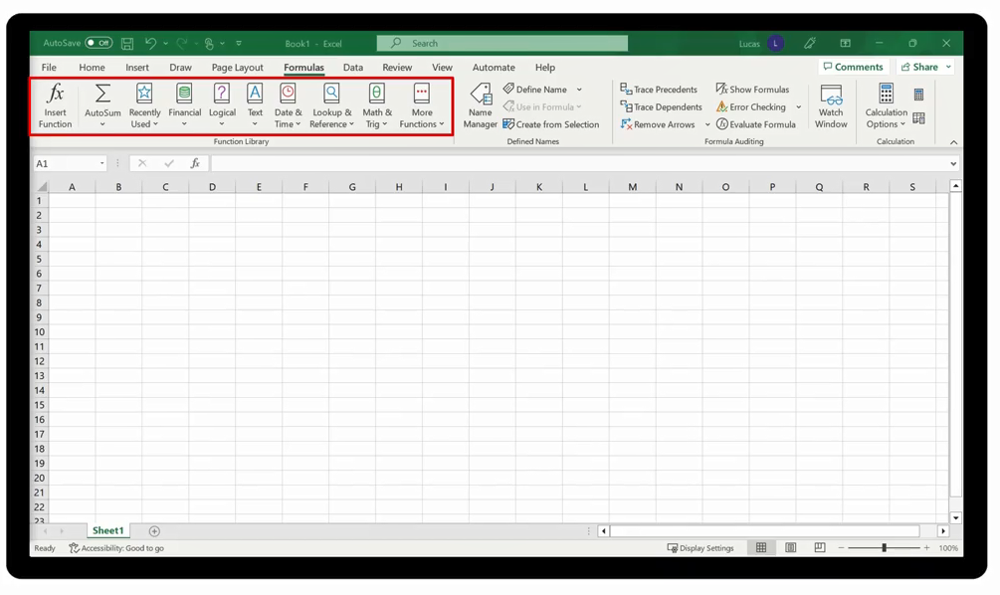 AutoSave Off Book1 - Excel Search Lucas L
File Home Insert Draw Page Layout Formulas Data Review View Automate Help Comments Share
fx Insert Function
Σ AutoSum
Recently Used
Financial
? Logical
A Text
Date & Time
Lookup & Reference
θ Math & Trig
More Functions
Function Library
Name Manager
Define Name
Use in Formula
Create from Selection
Defined Names
Trace Precedents
Trace Dependents
Remove Arrows
fx Show Formulas
Error Checking
fx Evaluate Formula
Formula Auditing
Watch Window
Calculation Options
Calculation
A1 fx
A B C D E F G H I J K L M N O P Q R S
1
2
3
4
5
6
7
8
9
10
11
12
13
14
15
16
17
18
19
20
21
22
23
Sheet1
Ready Accessibility: Good to go Display Settings 100%